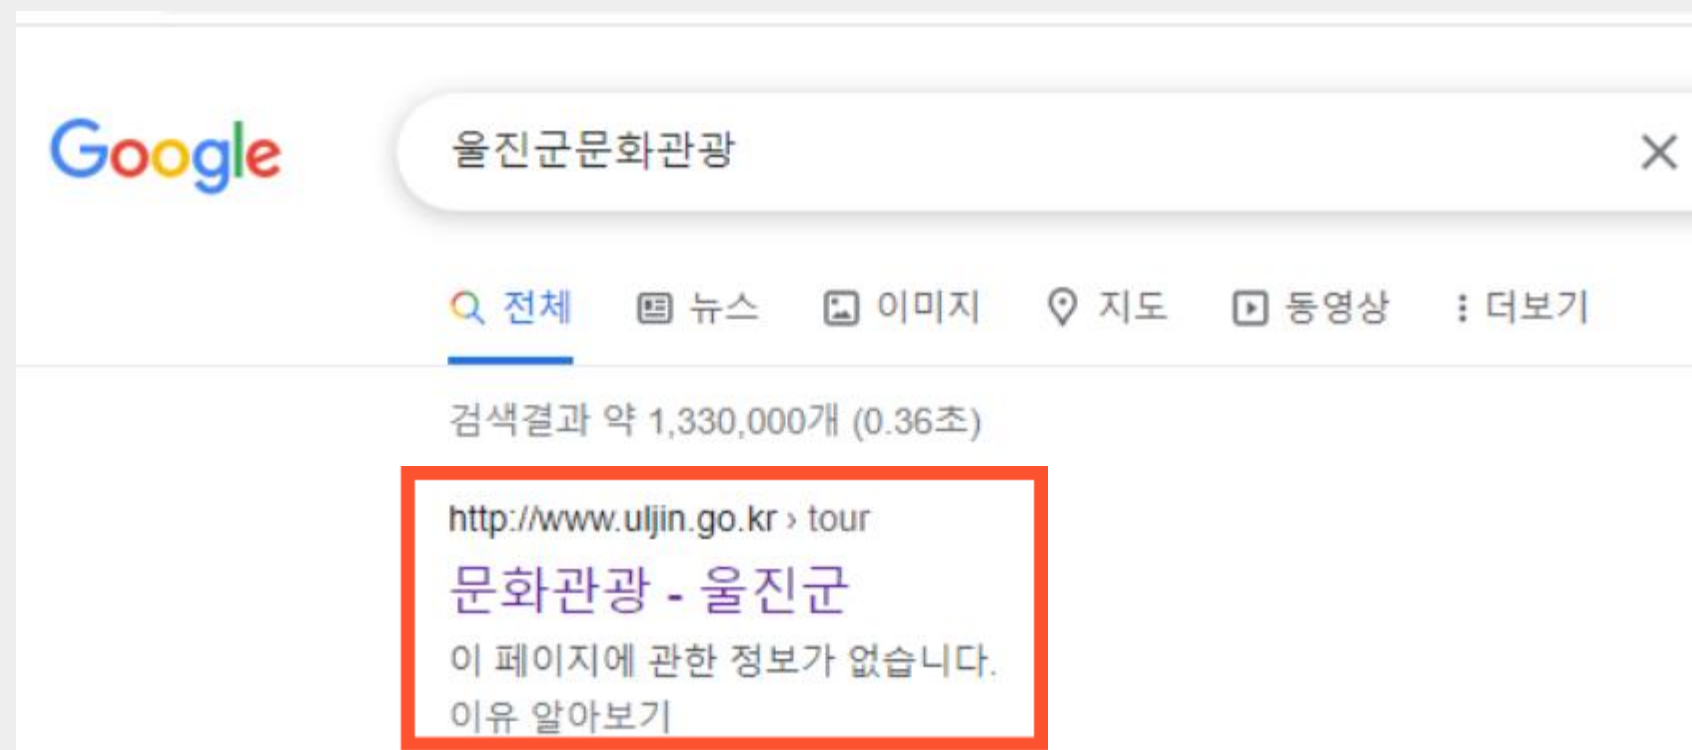 Google
울진군문화관광
전체 뉴스 이미지 지도 동영상 더보기
검색결과 약 1,330,000개 (0.36초)
http://www.uljin.go.kr › tour
문화관광 - 울진군
이 페이지에 관한 정보가 없습니다.
이유 알아보기